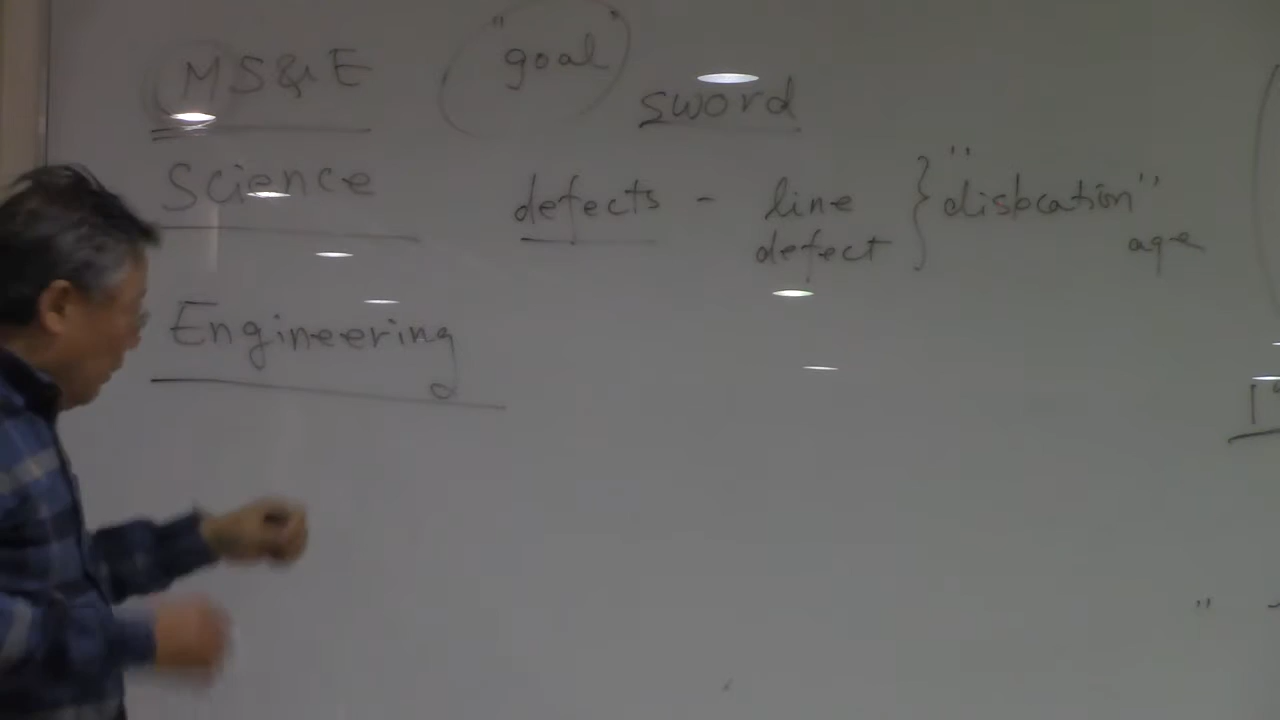 MS&E "goal"
sword
Science
defects - line defect } "dislocation"
age
Engineering